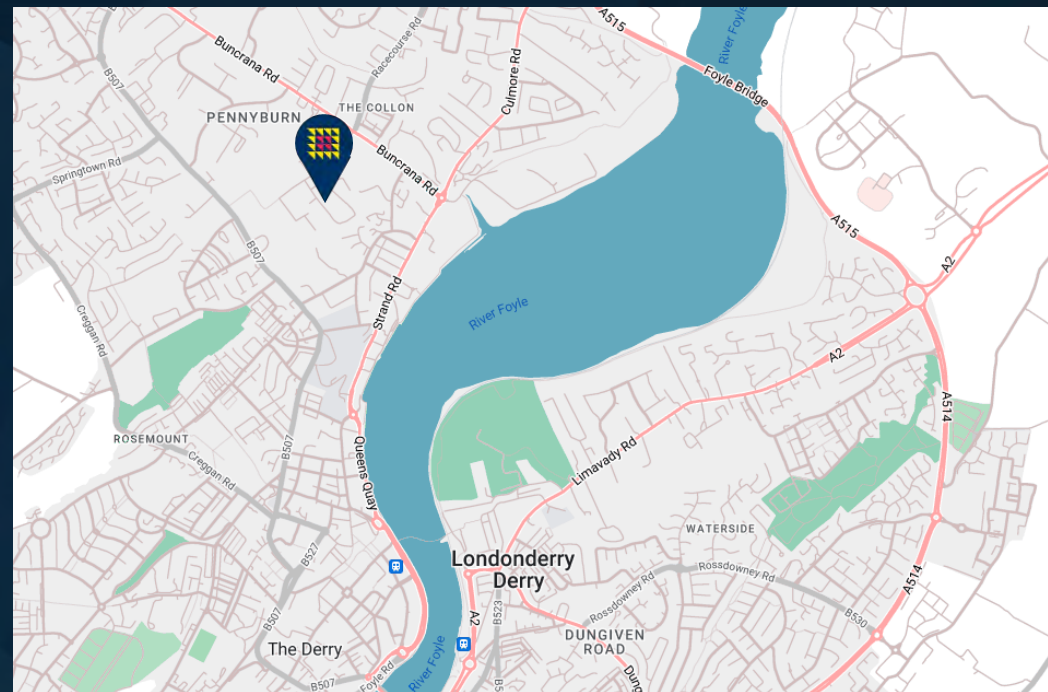 A515
River Foyle
Buncrana Rd
Racecourse Rd
Culmore Rd
Foyle Bridge
B507
THE COLLON
PENNYBURN
Buncrana Rd
Springtown Rd
A515
B507
A2
Strand Rd
River Foyle
Creggan Rd
A2
A514
ROSEMOUNT
Queens Quay
Limavady Rd
Creggan Rd
B507
WATERSIDE
B527
Londonderry
Derry
Rossdowney Rd
Rossdowney Rd
A514
B523
A2
B530
DUNGIVEN
ROAD
B507
The Derry
River Foyle
Foyle Rd
B507